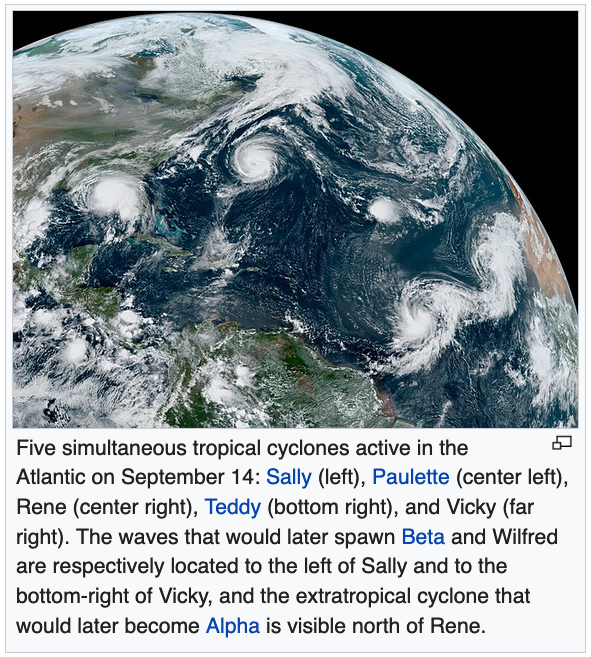 Five simultaneous tropical cyclones active in the
Atlantic on September 14: Sally (left), Paulette (center left),
Rene (center right), Teddy (bottom right), and Vicky (far
right). The waves that would later spawn Beta and Wilfred
are respectively located to the left of Sally and to the
bottom-right of Vicky, and the extratropical cyclone that
would later become Alpha is visible north of Rene.